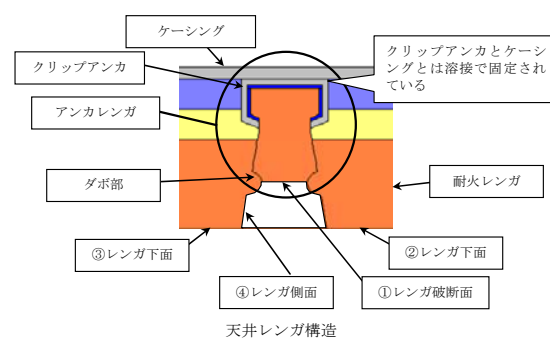 ケーシング
クリップアンカ
アンカレンガ
クリップアンカとケーシ
ングとは溶接で固定され
ている
ダボ部
耐火レンガ
③レンガ下面
②レンガ下面
④レンガ側面
①レンガ破断面
天井レンガ構造